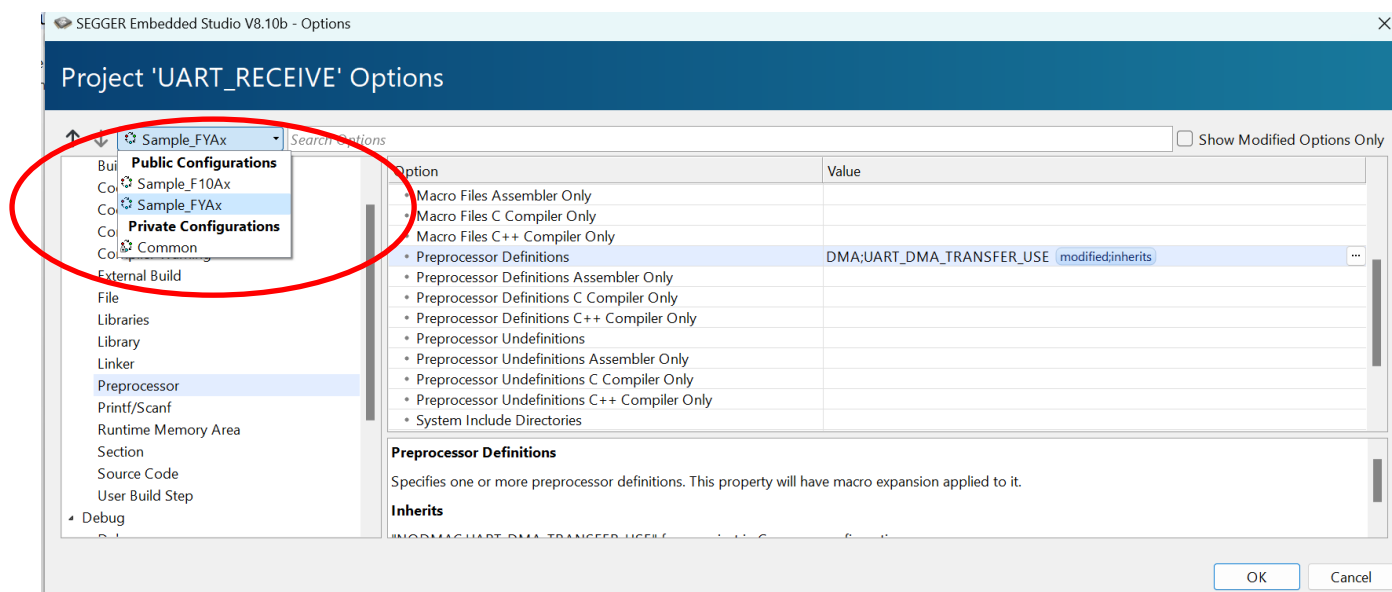 SEGGER Embedded Studio V8.10b - Options
Project 'UART_RECEIVE' Options
Sample_FYAx
Search Options
Show Modified Options Only
Public Configurations
Sample_F10Ax
Sample_FYAx
Private Configurations
Common
External Build
File
Libraries
Library
Linker
Preprocessor
Printf/Scanf
Runtime Memory Area
Section
Source Code
User Build Step
Debug
Option Value
Macro Files Assembler Only
Macro Files C Compiler Only
Macro Files C++ Compiler Only
Preprocessor Definitions DMA;UART_DMA_TRANSFER_USE modified;inherits ...
Preprocessor Definitions Assembler Only
Preprocessor Definitions C Compiler Only
Preprocessor Definitions C++ Compiler Only
Preprocessor Undefinitions
Preprocessor Undefinitions Assembler Only
Preprocessor Undefinitions C Compiler Only
Preprocessor Undefinitions C++ Compiler Only
System Include Directories
Preprocessor Definitions
Specifies one or more preprocessor definitions. This property will have macro expansion applied to it.
Inherits
OK
Cancel